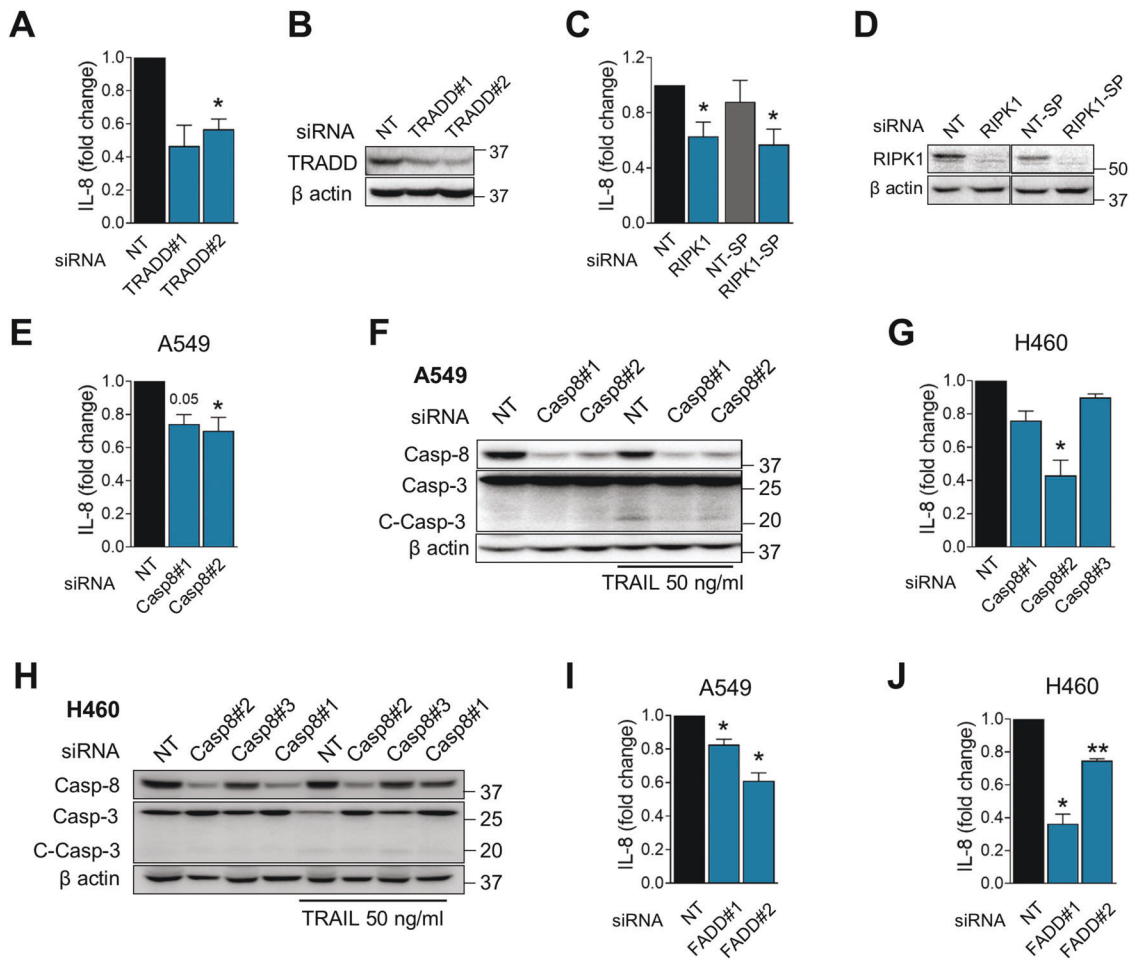 A
IL-8 (fold change)
1.0
0.8
0.6
0.4
0.2
0
*
siRNA
NT
TRADD#1
TRADD#2
B
siRNA
NT
TRADD#1
TRADD#2
TRADD
37
β actin
37
C
IL-8 (fold change)
1.2
0.8
0.4
0
*
*
siRNA
NT
RIPK1
NT-SP
RIPK1-SP
D
siRNA
NT
RIPK1
NT-SP
RIPK1-SP
RIPK1
50
β actin
37
E
A549
IL-8 (fold change)
1.0
0.8
0.6
0.4
0.2
0.0
0.05
*
siRNA
NT
Casp8#1
Casp8#2
F
A549
siRNA
NT
Casp8#1
Casp8#2
NT
Casp8#1
Casp8#2
Casp-8
37
Casp-3
25
C-Casp-3
20
β actin
37
TRAIL 50 ng/ml
G
H460
IL-8 (fold change)
1.0
0.8
0.6
0.4
0.2
0.0
*
siRNA
NT
Casp8#1
Casp8#2
Casp8#3
H
H460
siRNA
NT
Casp8#2
Casp8#3
Casp8#1
NT
Casp8#2
Casp8#3
Casp8#1
Casp-8
37
Casp-3
25
C-Casp-3
20
β actin
37
TRAIL 50 ng/ml
I
A549
IL-8 (fold change)
1.0
0.8
0.6
0.4
0.2
0.0
*
*
siRNA
NT
FADD#1
FADD#2
J
H460
IL-8 (fold change)
1.0
0.8
0.6
0.4
0.2
0.0
*
**
siRNA
NT
FADD#1
FADD#2